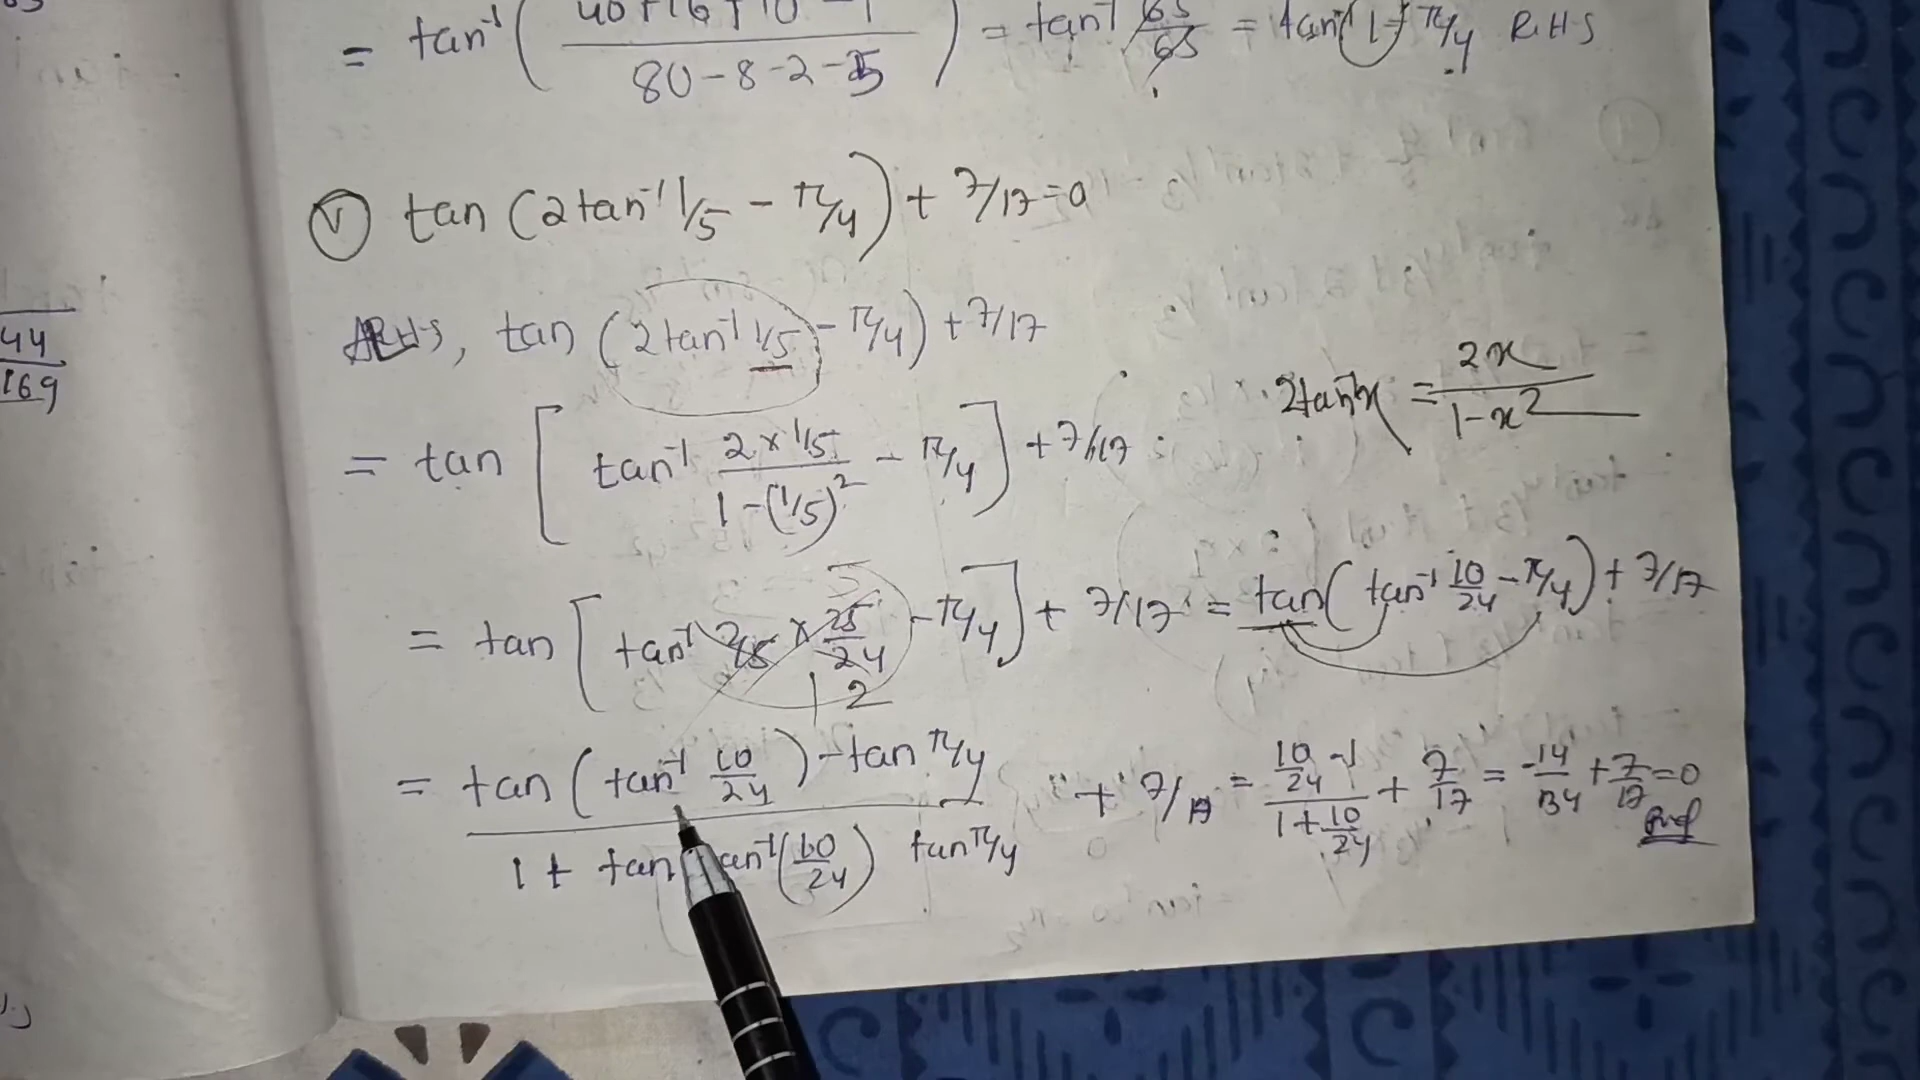 = tan⁻¹ ( 40+16+10-1 / 80-8-2-5 ) = tan⁻¹ 65/65 = tan⁻¹(1) = π/4 RHS
(v) tan (2tan⁻¹ 1/5 - π/4) + 7/17 = 0
LHS, tan (2tan⁻¹ 1/5 - π/4) + 7/17
2tan⁻¹x = 2x / 1-x²
= tan [ tan⁻¹ 2×1/5 / 1-(1/5)² - π/4 ] + 7/17
= tan [ tan⁻¹ 2/5 × 25/24 - π/4 ] + 7/17 = tan ( tan⁻¹ 10/24 - π/4 ) + 7/17
5
12
= tan (tan⁻¹ 10/24) - tan π/4 / 1 + tan tan⁻¹(10/24) tan π/4 + 7/17 = 10/24 - 1 / 1 + 10/24 + 7/17 = -14/34 + 7/17 = 0
Proof
44
169